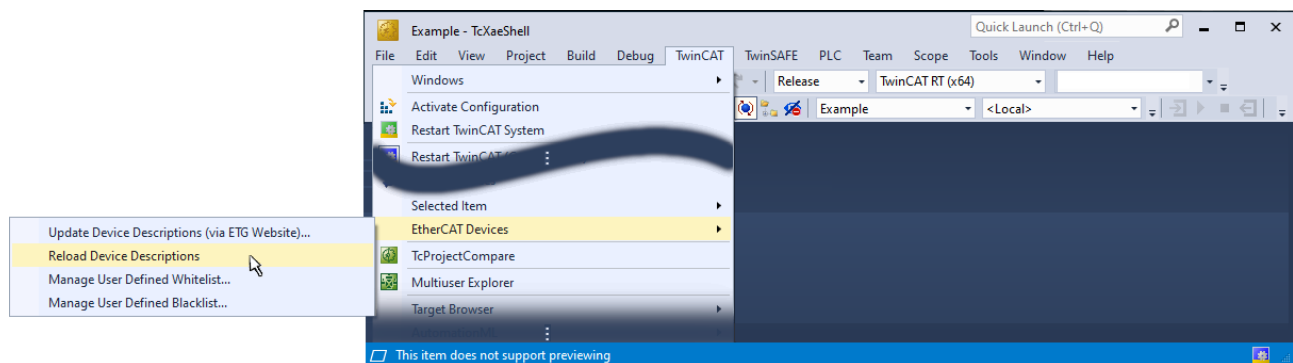 Example - TcXaeShell
Quick Launch (Ctrl+Q)
File Edit View Project Build Debug TwinCAT TwinSAFE PLC Team Scope Tools Window Help
Windows
Release
TwinCAT RT (x64)
Activate Configuration
Example
<Local>
Restart TwinCAT System
Restart TwinCAT
Selected Item
EtherCAT Devices
Update Device Descriptions (via ETG Website)...
Reload Device Descriptions
Manage User Defined Whitelist...
Manage User Defined Blacklist...
TcProjectCompare
Multiuser Explorer
Target Browser
This item does not support previewing